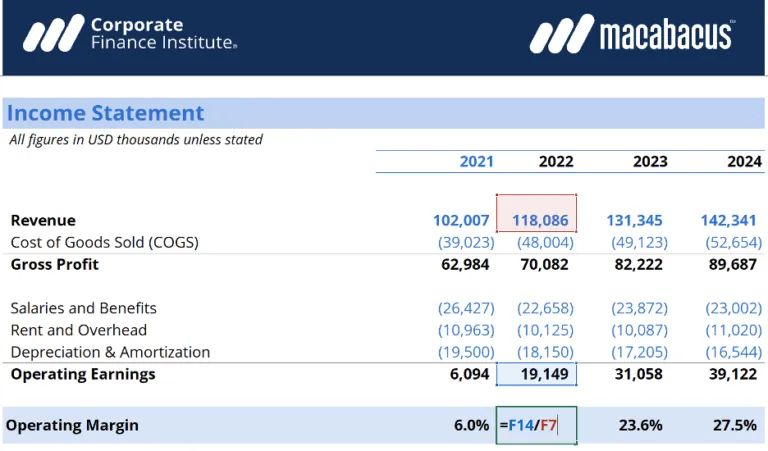 Corporate
Finance Institute®
macabacus™
Income Statement
All figures in USD thousands unless stated
2021 2022 2023 2024
Revenue 102,007 118,086 131,345 142,341
Cost of Goods Sold (COGS) (39,023) (48,004) (49,123) (52,654)
Gross Profit 62,984 70,082 82,222 89,687
Salaries and Benefits (26,427) (22,658) (23,872) (23,002)
Rent and Overhead (10,963) (10,125) (10,087) (11,020)
Depreciation & Amortization (19,500) (18,150) (17,205) (16,544)
Operating Earnings 6,094 19,149 31,058 39,122
Operating Margin 6.0% =F14/F7 23.6% 27.5%